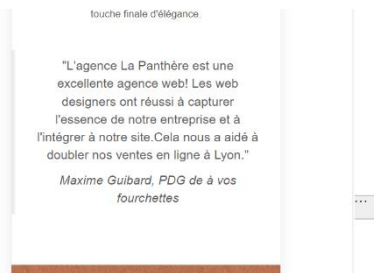 touche finale d'élégance
"L'agence La Panthère est une
excellente agence web! Les web
designers ont réussi à capturer
l'essence de notre entreprise et à
l'intégrer à notre site.Cela nous a aidé à
doubler nos ventes en ligne à Lyon."
Maxime Guibard, PDG de à vos
fourchettes
...